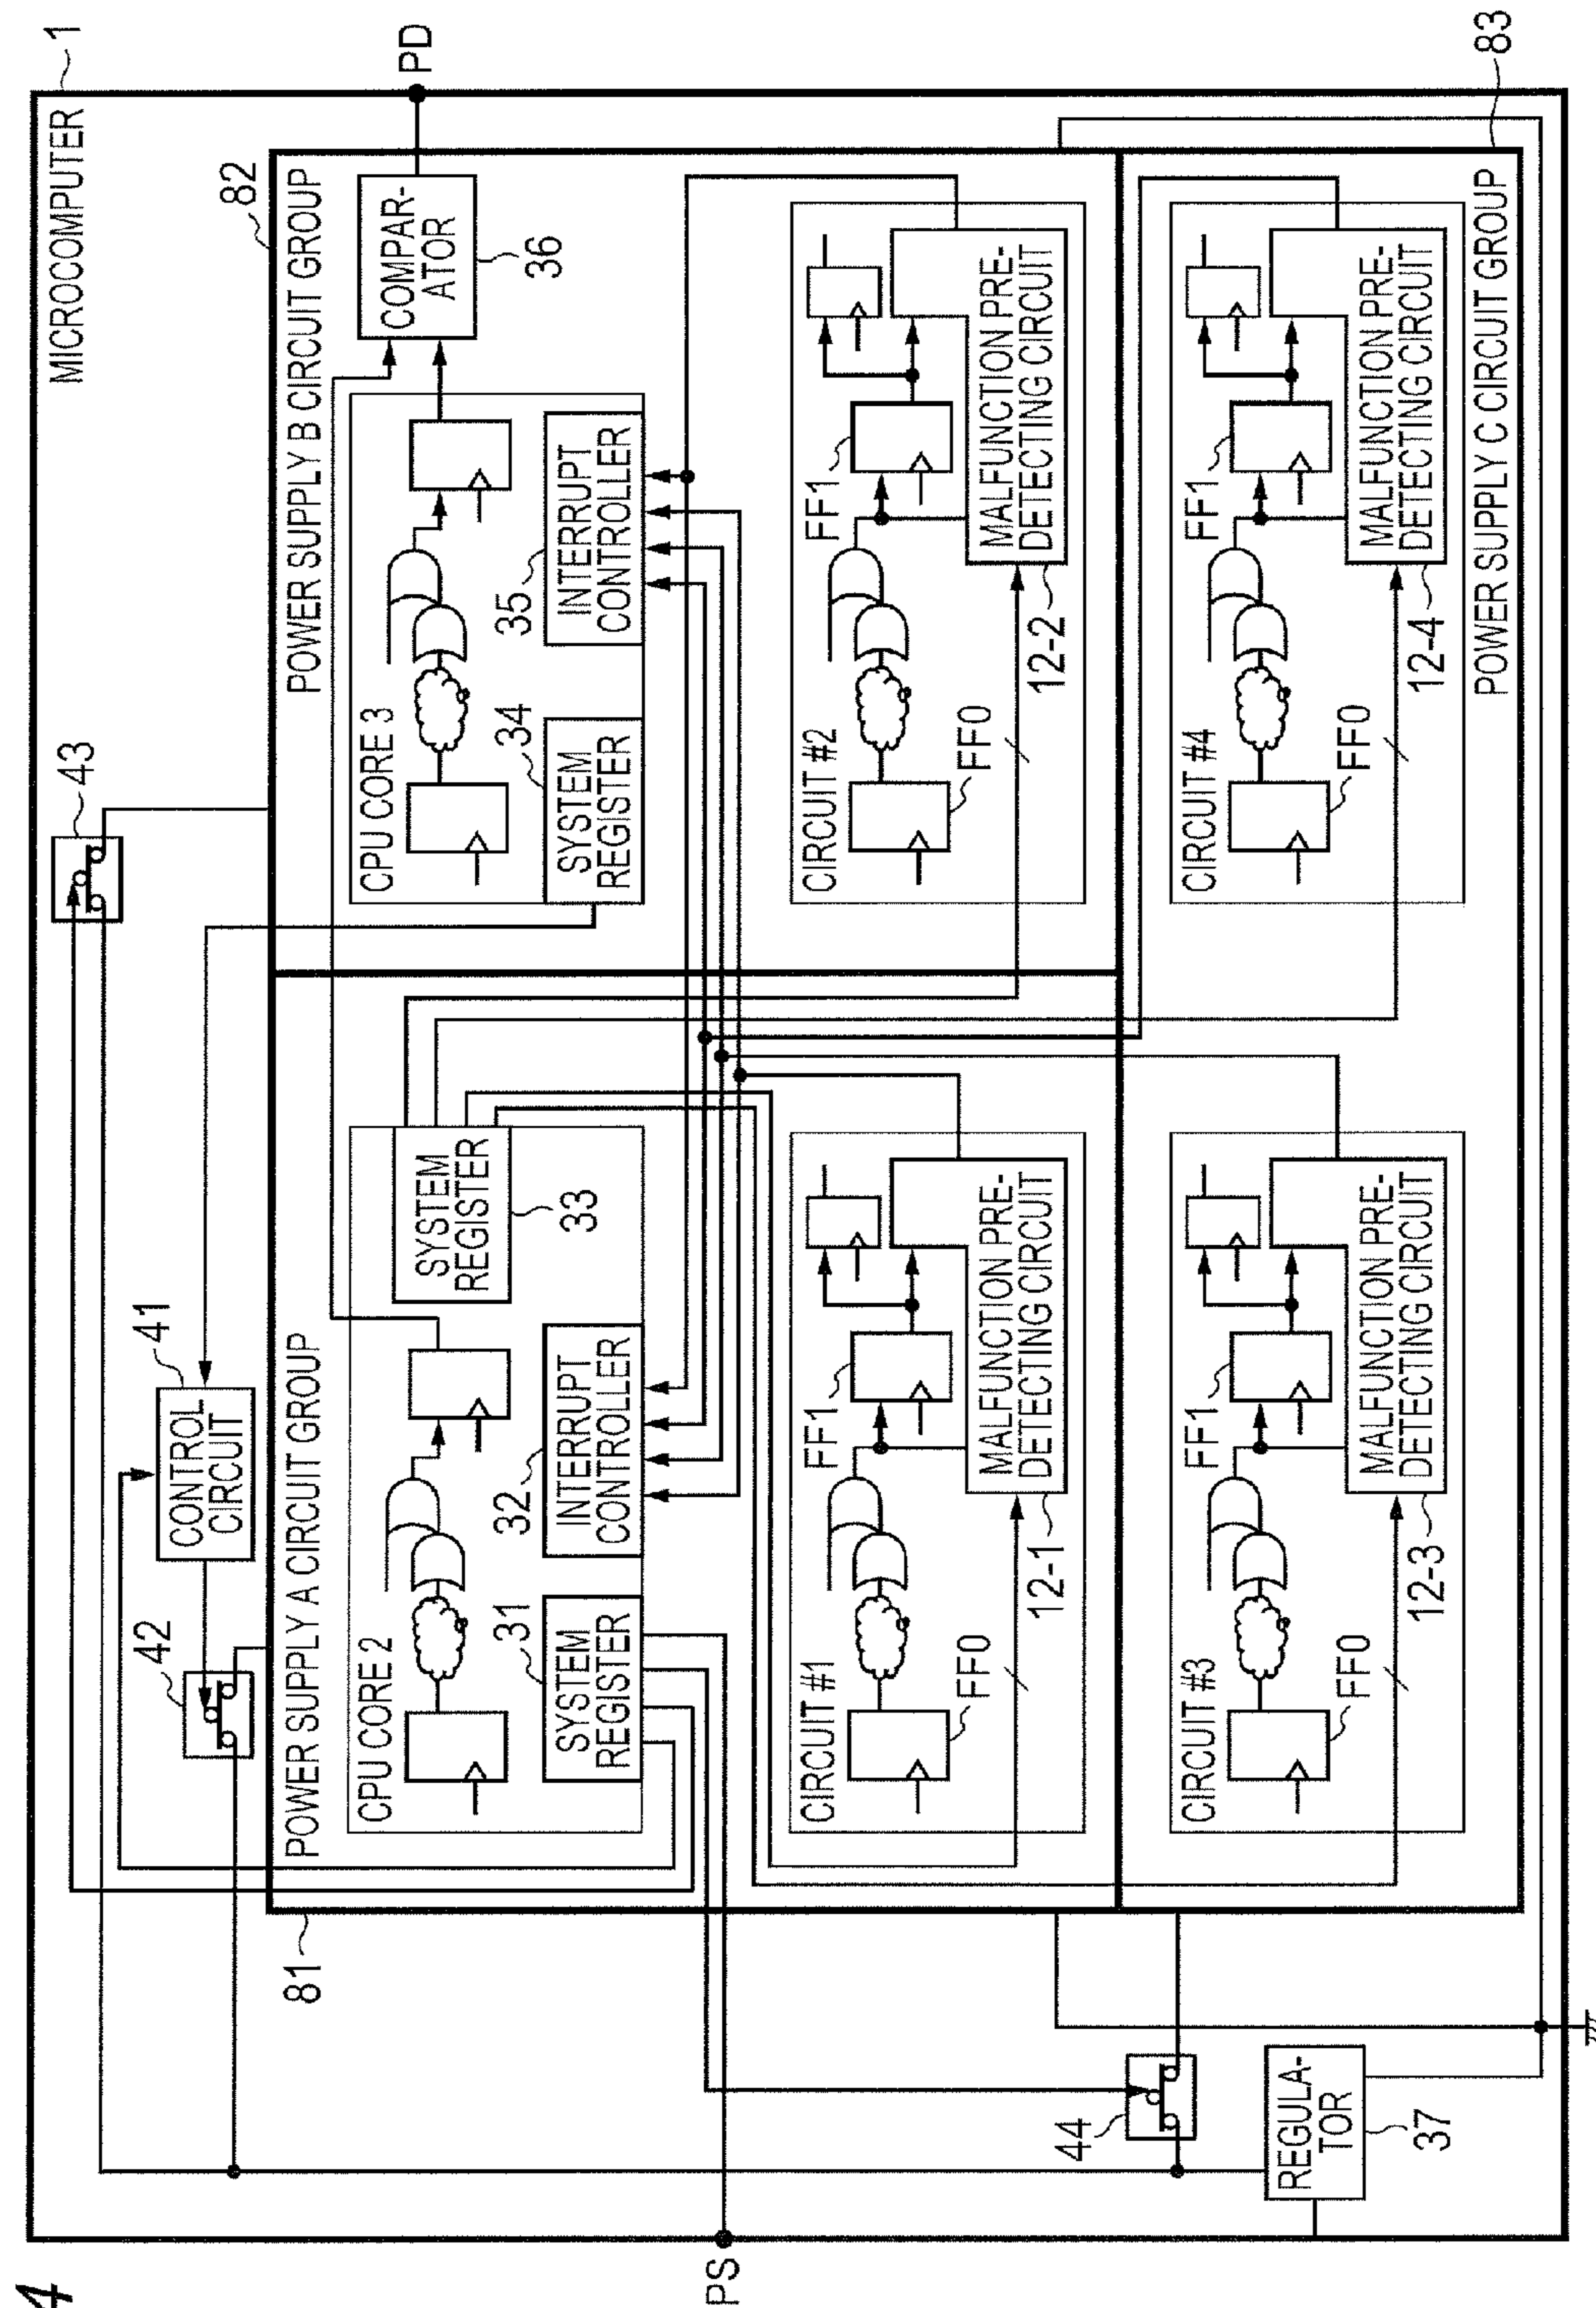 4
MICROCOMPUTER
1
43
41
CONTROL
CIRCUIT
42
82
81
POWER SUPPLY A CIRCUIT GROUP
CPU CORE 2
SYSTEM
REGISTER
31
INTERRUPT
CONTROLLER
32
SYSTEM
REGISTER
33
POWER SUPPLY B CIRCUIT GROUP
CPU CORE 3
SYSTEM
REGISTER
34
INTERRUPT
CONTROLLER
35
COMPAR-
ATOR
36
PD
CIRCUIT #1
FF0
FF1
MALFUNCTION PRE-
DETECTING CIRCUIT
12-1
CIRCUIT #2
FF0
FF1
MALFUNCTION PRE-
DETECTING CIRCUIT
12-2
CIRCUIT #3
FF0
FF1
MALFUNCTION PRE-
DETECTING CIRCUIT
12-3
CIRCUIT #4
FF0
FF1
MALFUNCTION PRE-
DETECTING CIRCUIT
12-4
POWER SUPPLY C CIRCUIT GROUP
83
PS
44
REGULA-
TOR
37